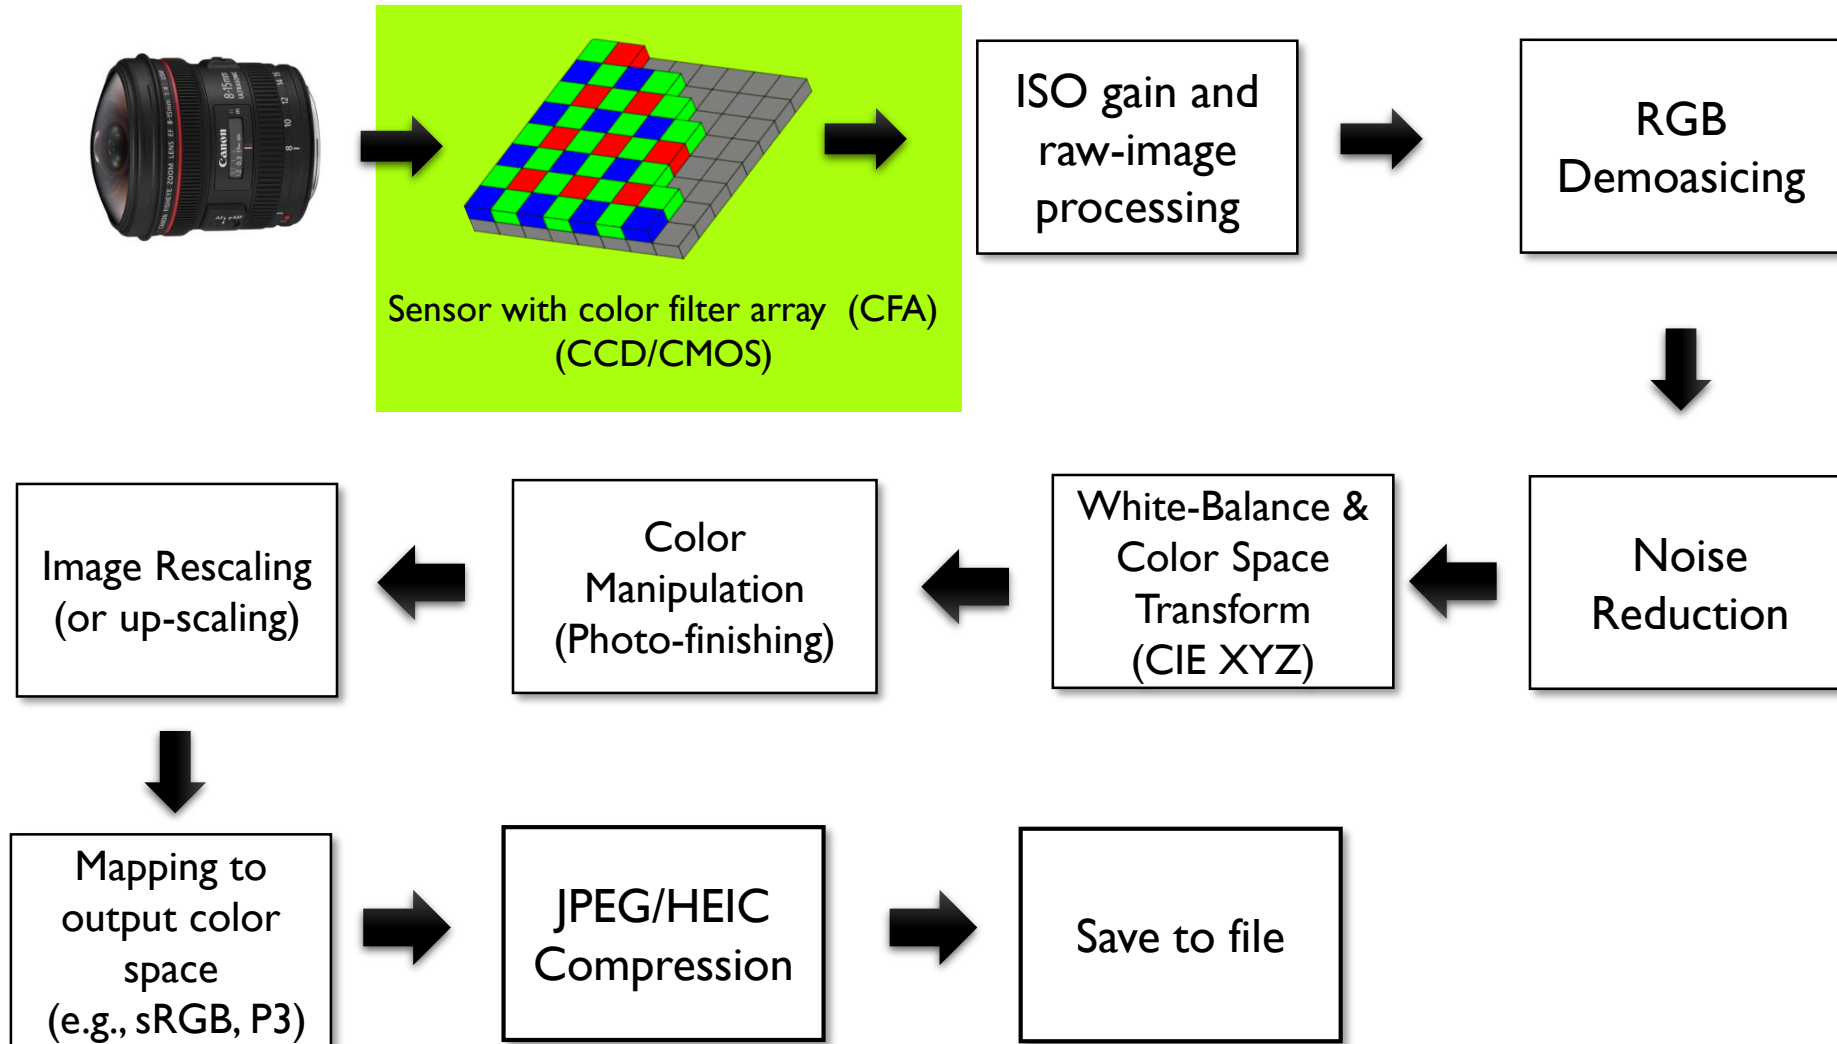 Canon
Sensor with color filter array (CFA)
(CCD/CMOS)
ISO gain and
raw-image
processing
RGB
Demoasicing
Noise
Reduction
White-Balance &
Color Space
Transform
(CIE XYZ)
Color
Manipulation
(Photo-finishing)
Image Rescaling
(or up-scaling)
Mapping to
output color
space
(e.g., sRGB, P3)
JPEG/HEIC
Compression
Save to file